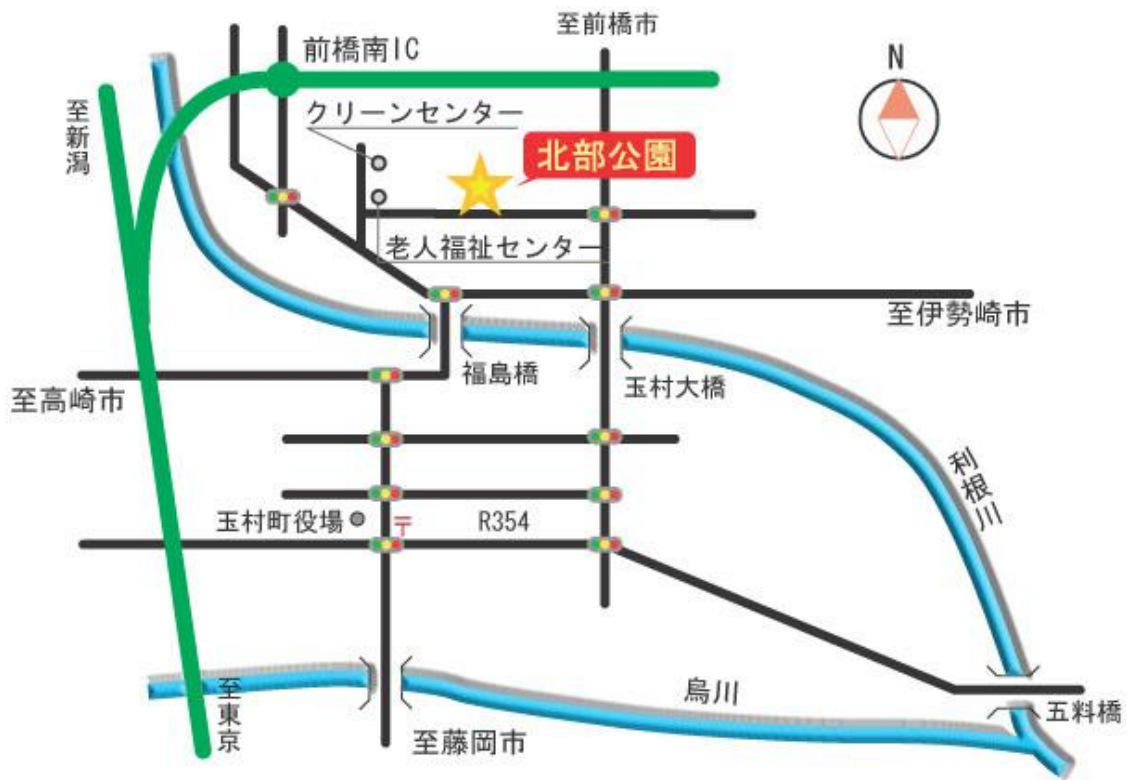 至前橋市
前橋南IC
N
至新潟
クリーンセンター
北部公園
老人福祉センター
至伊勢崎市
福島橋
玉村大橋
至高崎市
利根川
玉村町役場
〒
R354
烏川
至東京
五料橋
至藤岡市